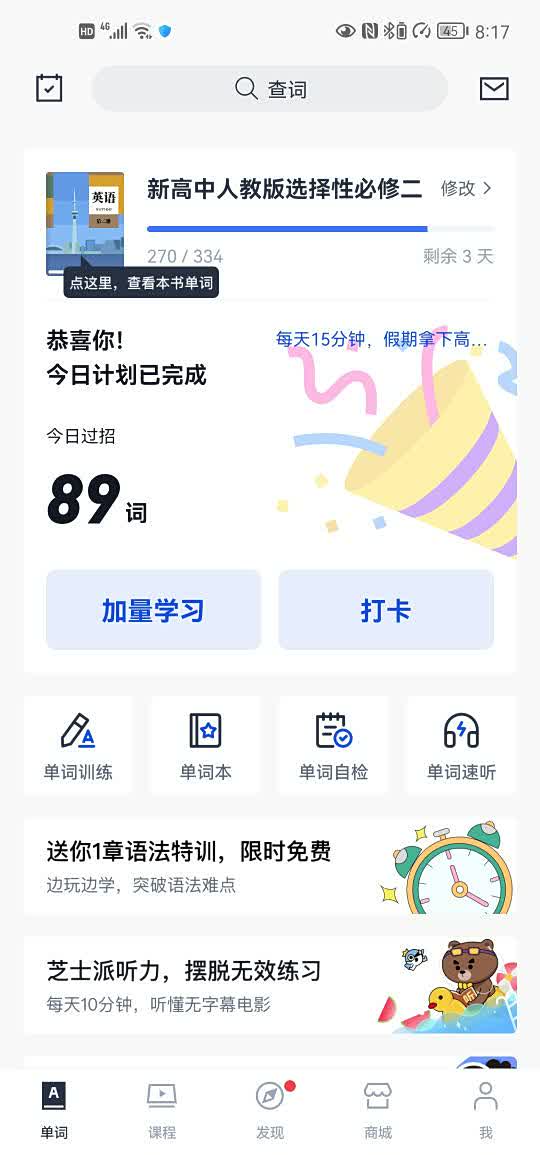 HD 4G 45 8:17
查词
英语
第二册
新高中人教版选择性必修二 修改
270 / 334 剩余 3 天
点这里，查看本书单词
恭喜你！
每天15分钟，假期拿下高...
今日计划已完成
今日过招
89词
加量学习 打卡
单词训练 单词本 单词自检 单词速听
送你1章语法特训，限时免费
边玩边学，突破语法难点
芝士派听力，摆脱无效练习
每天10分钟，听懂无字幕电影
听
A
单词 课程 发现 商城 我